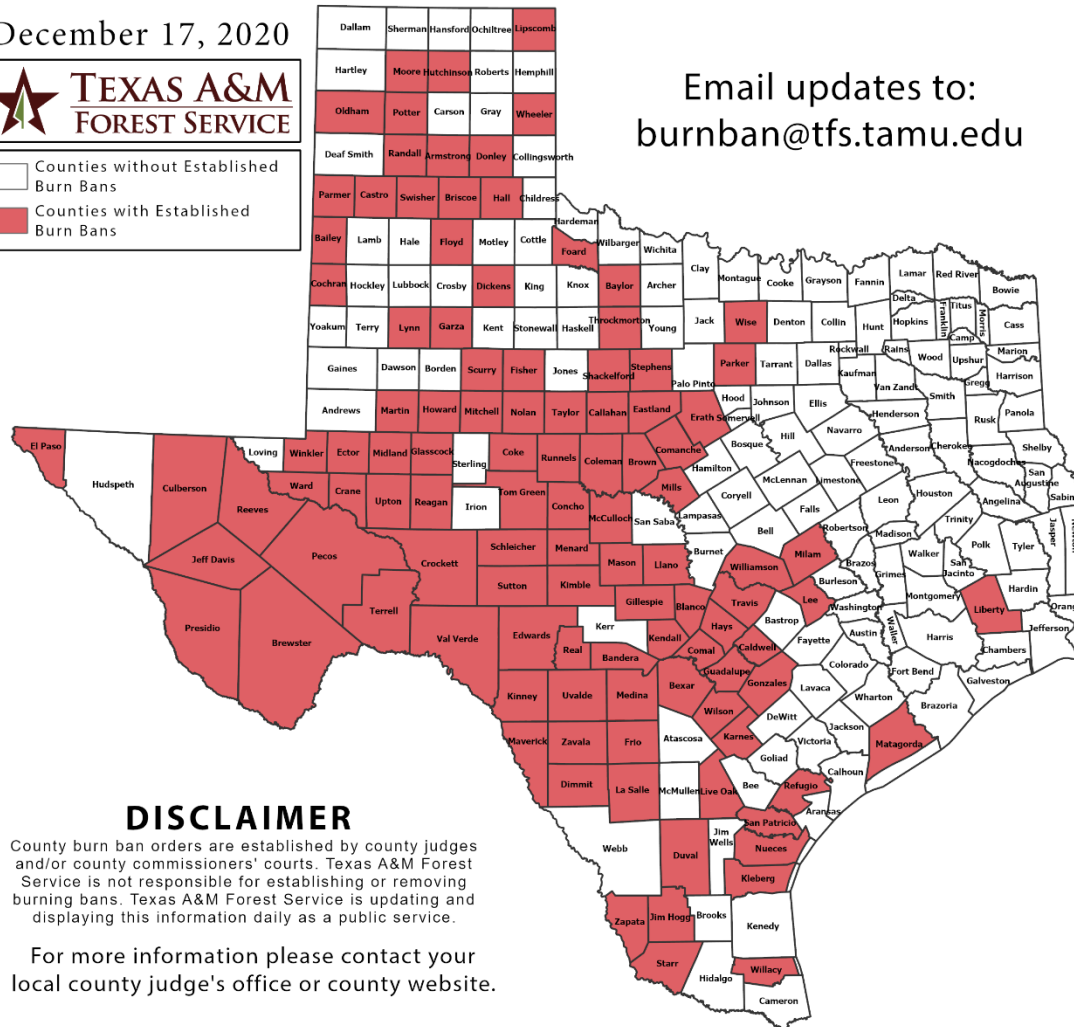 December 17, 2020
TEXAS A&M
FOREST SERVICE
Counties without Established
Burn Bans
Counties with Established
Burn Bans
Email updates to:
burnban@tfs.tamu.edu
Dallam Sherman Hansford Ochiltree Lipscomb
Hartley Moore Hutchinson Roberts Hemphill
Oldham Potter Carson Gray Wheeler
Deaf Smith Randall Armstrong Donley Collingsworth
Parmer Castro Swisher Briscoe Hall Childress
Hardeman
Bailey Lamb Hale Floyd Motley Cottle Foard Wilbarger Wichita
Clay Montague Cooke Grayson Fannin Lamar Red River Bowie
Cochran Hockley Lubbock Crosby Dickens King Knox Baylor Archer
Delta Titus Franklin Morris
Yoakum Terry Lynn Garza Kent Stonewall Haskell Throckmorton Young Jack Wise Denton Collin Hunt Hopkins Cass
Camp
Rockwall Rains Wood Upshur Marion
Gaines Dawson Borden Scurry Fisher Jones Shackelford Stephens Palo Pinto Parker Tarrant Dallas Kaufman Van Zandt Gregg Harrison
Andrews Martin Howard Mitchell Nolan Taylor Callahan Eastland Erath Hood Somervell Johnson Ellis Henderson Smith Rusk Panola
El Paso Hudspeth Culberson Loving Winkler Ector Midland Glasscock Sterling Coke Runnels Coleman Brown Comanche Hamilton Bosque Hill Navarro Freestone Anderson Cherokee Nacogdoches Shelby
San
Augustine
Sabin
Reeves Ward Crane Upton Reagan Irion Tom Green Concho McCulloch San Saba Mills Lampasas Coryell McLennan Limestone Falls Leon Houston Angelina
Trinity Jasper
Jeff Davis Pecos Crockett Schleicher Menard Mason Llano Burnet Bell Robertson Madison Walker Polk Tyler
San
Jacinto
Williamson Milam Brazos Grimes
Presidio Brewster Terrell Val Verde Sutton Kimble Gillespie Blanco Travis Lee Burleson Washington Montgomery Liberty Hardin Orang
Edwards Kerr Real Bandera Kendall Hays Comal Caldwell Bastrop Fayette Austin Waller Harris Chambers Jefferson
Kinney Uvalde Medina Bexar Guadalupe Gonzales Lavaca Colorado Fort Bend Galveston
Wilson Wharton Brazoria
Maverick Zavala Frio Atascosa Karnes DeWitt Victoria Jackson Matagorda
Dimmit La Salle McMullen Live Oak Bee Goliad Refugio Calhoun
Aransas
San Patricio
Webb Duval Jim
Wells Nueces
Kleberg
Zapata Jim Hogg Brooks Kenedy
Starr Hidalgo Willacy
Cameron
DISCLAIMER
County burn ban orders are established by county judges
and/or county commissioners' courts. Texas A&M Forest
Service is not responsible for establishing or removing
burning bans. Texas A&M Forest Service is updating and
displaying this information daily as a public service.
For more information please contact your
local county judge's office or county website.